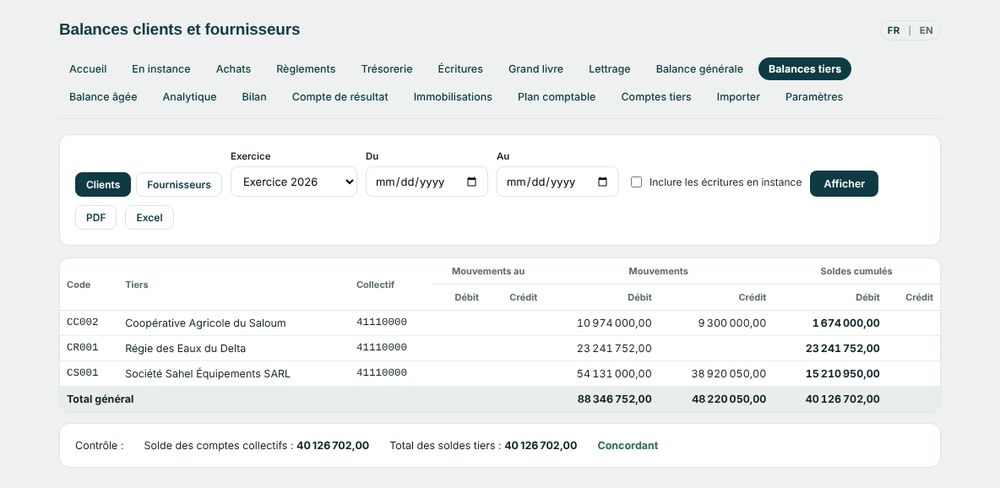 Balances clients et fournisseurs
FR | EN
Accueil En instance Achats Règlements Trésorerie Écritures Grand livre Lettrage Balance générale Balances tiers
Balance âgée Analytique Bilan Compte de résultat Immobilisations Plan comptable Comptes tiers Importer Paramètres
Exercice Du Au
Clients Fournisseurs Exercice 2026 mm/dd/yyyy mm/dd/yyyy Inclure les écritures en instance Afficher
PDF Excel
Code Tiers Collectif Mouvements au Mouvements Soldes cumulés
Débit Crédit Débit Crédit Débit Crédit
CC002 Coopérative Agricole du Saloum 41110000 10 974 000,00 9 300 000,00 1 674 000,00
CR001 Régie des Eaux du Delta 41110000 23 241 752,00 23 241 752,00
CS001 Société Sahel Équipements SARL 41110000 54 131 000,00 38 920 050,00 15 210 950,00
Total général 88 346 752,00 48 220 050,00 40 126 702,00
Contrôle : Solde des comptes collectifs : 40 126 702,00 Total des soldes tiers : 40 126 702,00 Concordant